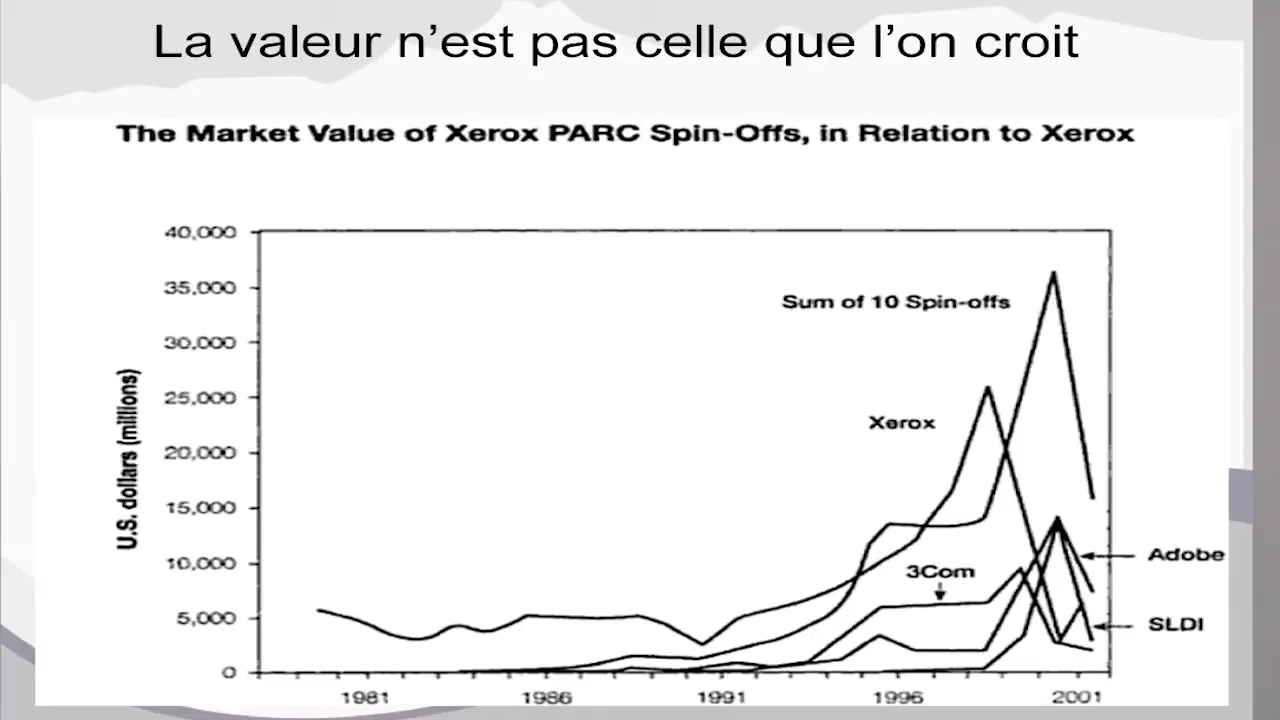 La valeur n’est pas celle que l’on croit
The Market Value of Xerox PARC Spin-Offs, in Relation to Xerox
U.S. dollars (millions)
40,000
35,000
30,000
25,000
20,000
15,000
10,000
5,000
0
Sum of 10 Spin-offs
Xerox
3Com
Adobe
SLDI
1981 1986 1991 1996 2001